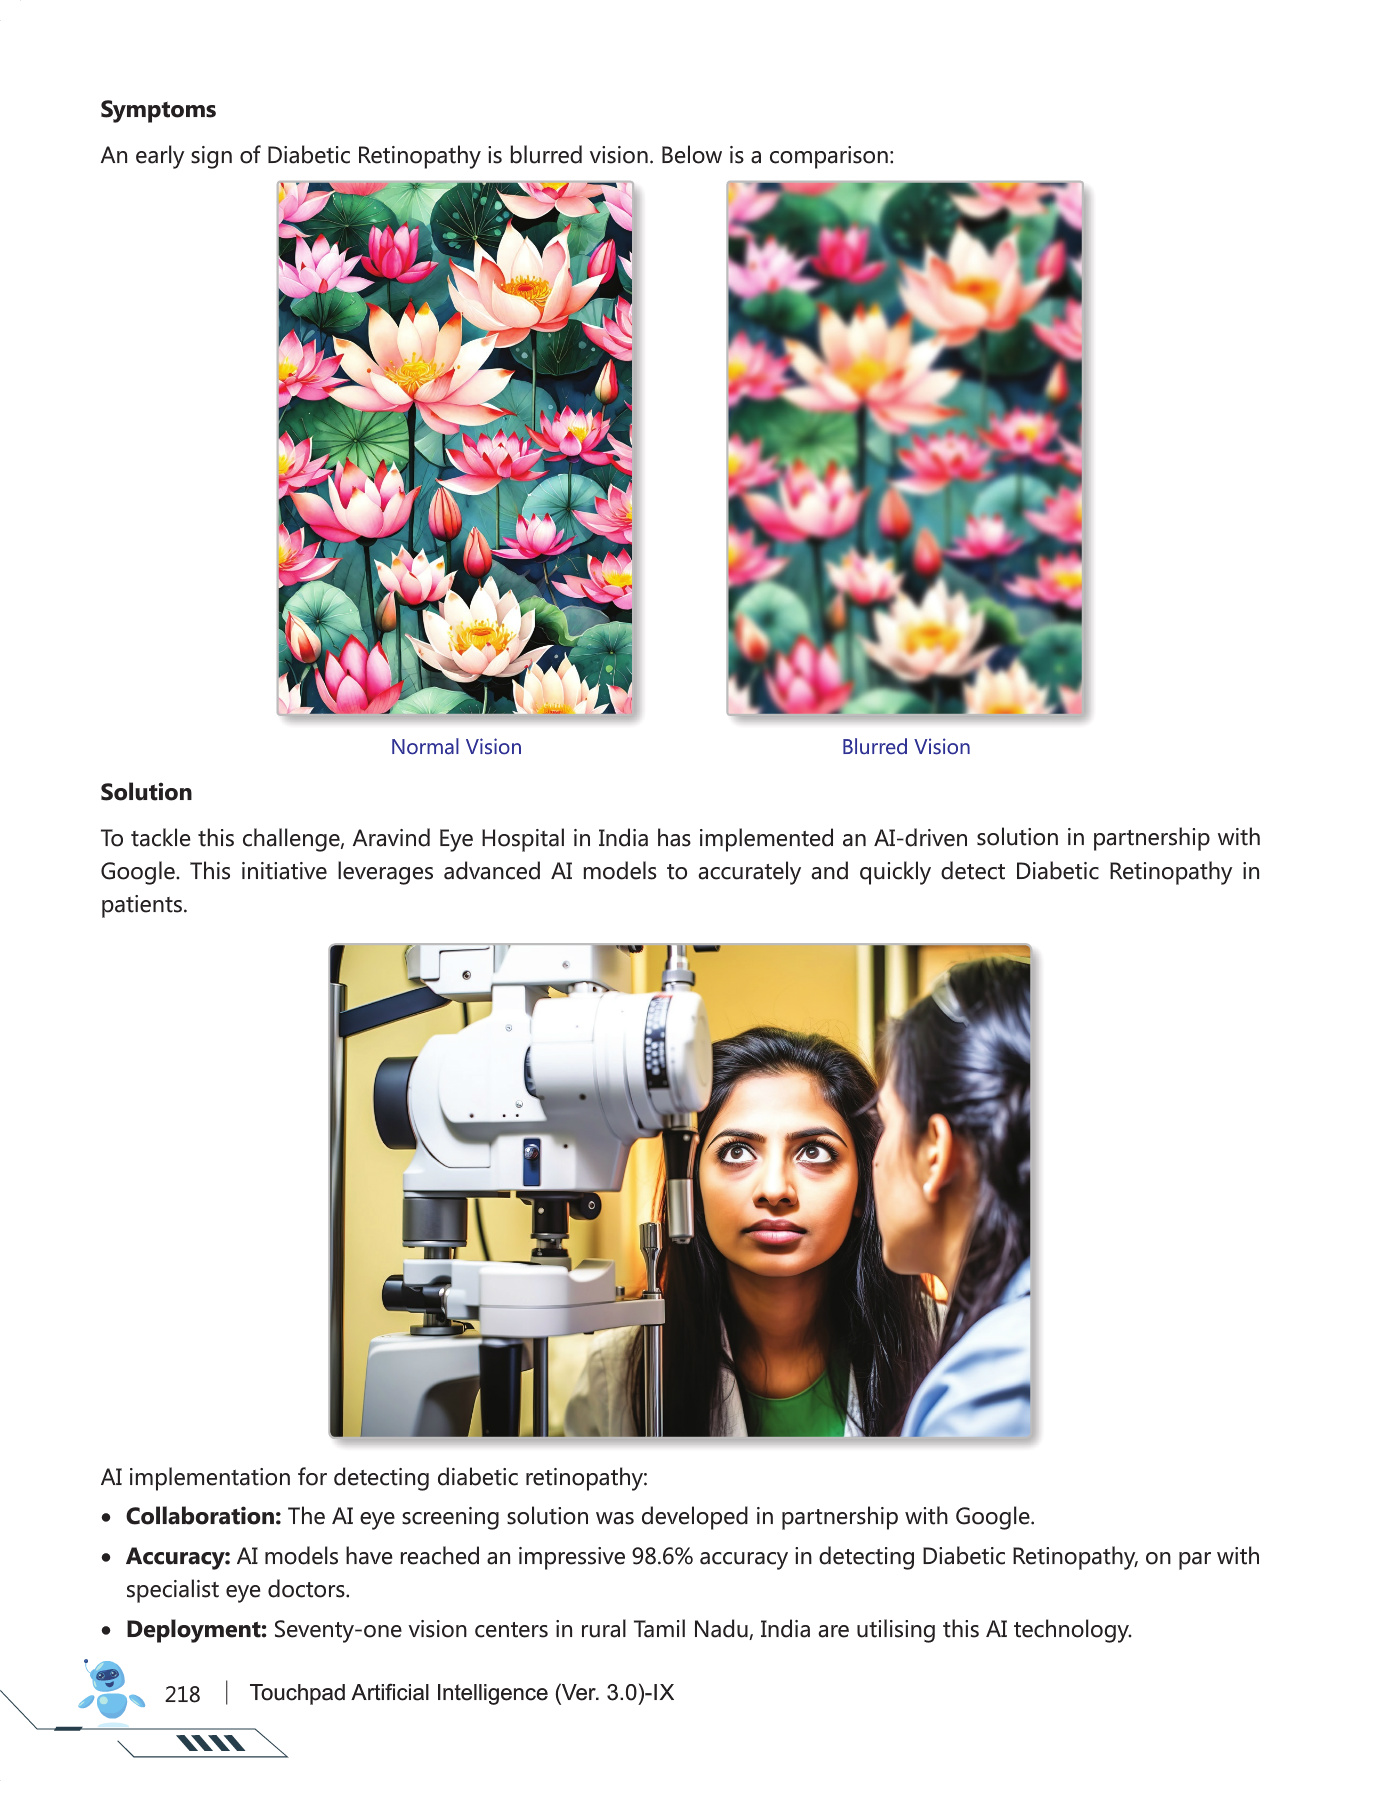 Symptoms
An early sign of Diabetic Retinopathy is blurred vision. Below is a comparison:
Normal Vision
Blurred Vision
Solution
To tackle this challenge, Aravind Eye Hospital in India has implemented an AI-driven solution in partnership with
Google. This initiative leverages advanced AI models to accurately and quickly detect Diabetic Retinopathy in
patients.
AI implementation for detecting diabetic retinopathy:
• Collaboration: The AI eye screening solution was developed in partnership with Google.
• Accuracy: AI models have reached an impressive 98.6% accuracy in detecting Diabetic Retinopathy, on par with
specialist eye doctors.
• Deployment: Seventy-one vision centers in rural Tamil Nadu, India are utilising this AI technology.
218 | Touchpad Artificial Intelligence (Ver. 3.0)-IX